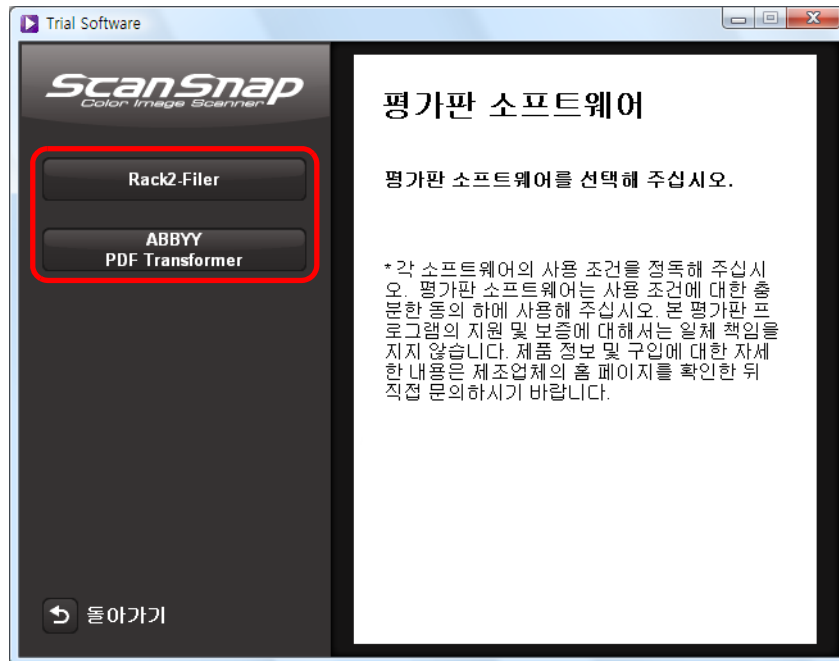 Trial Software
ScanSnap
Color Image Scanner
Rack2-Filer
ABBYY
PDF Transformer
돌아가기
평가판 소프트웨어
평가판 소프트웨어를 선택해 주십시오.
* 각 소프트웨어의 사용 조건을 정독해 주십시
오. 평가판 소프트웨어는 사용 조건에 대한 충
분한 동의 하에 사용해 주십시오. 본 평가판 프
로그램의 지원 및 보증에 대해서는 일체 책임을
지지 않습니다. 제품 정보 및 구입에 대한 자세
한 내용은 제조업체의 홈 페이지를 확인한 뒤
직접 문의하시기 바랍니다.